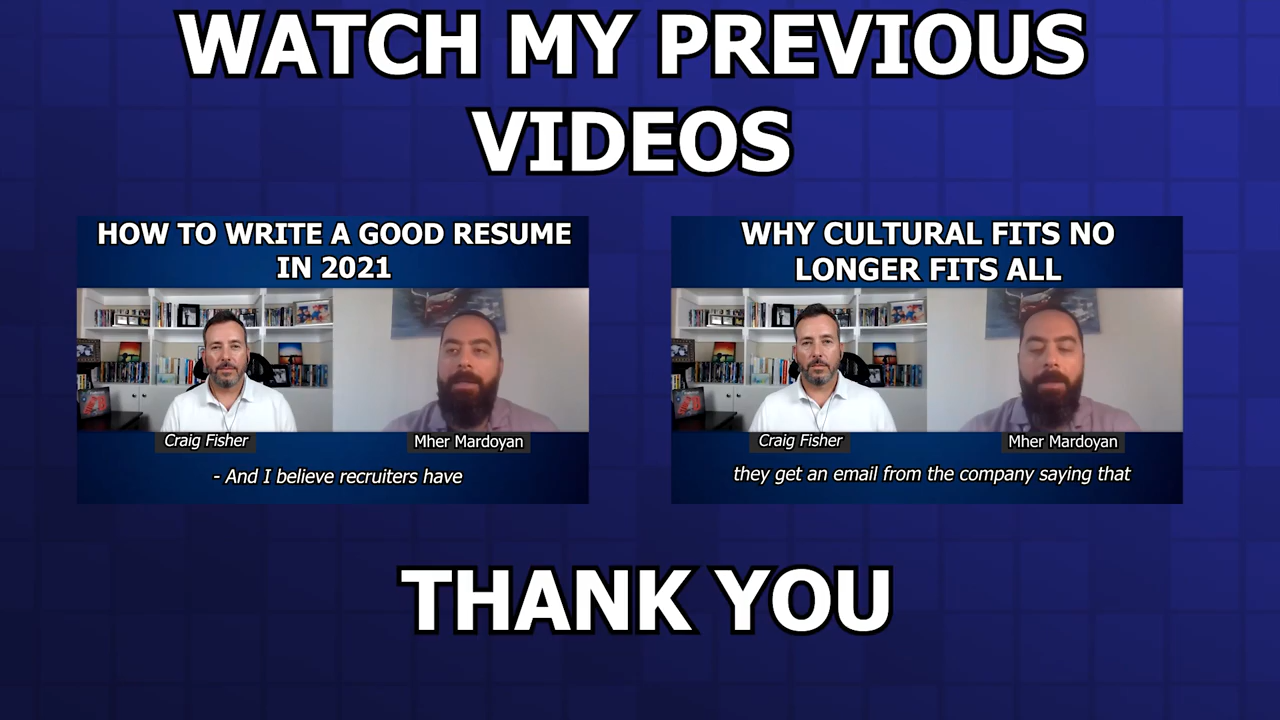 WATCH MY PREVIOUS
VIDEOS
HOW TO WRITE A GOOD RESUME
IN 2021
Craig Fisher
Mher Mardoyan
- And I believe recruiters have
WHY CULTURAL FITS NO
LONGER FITS ALL
Craig Fisher
Mher Mardoyan
they get an email from the company saying that
THANK YOU